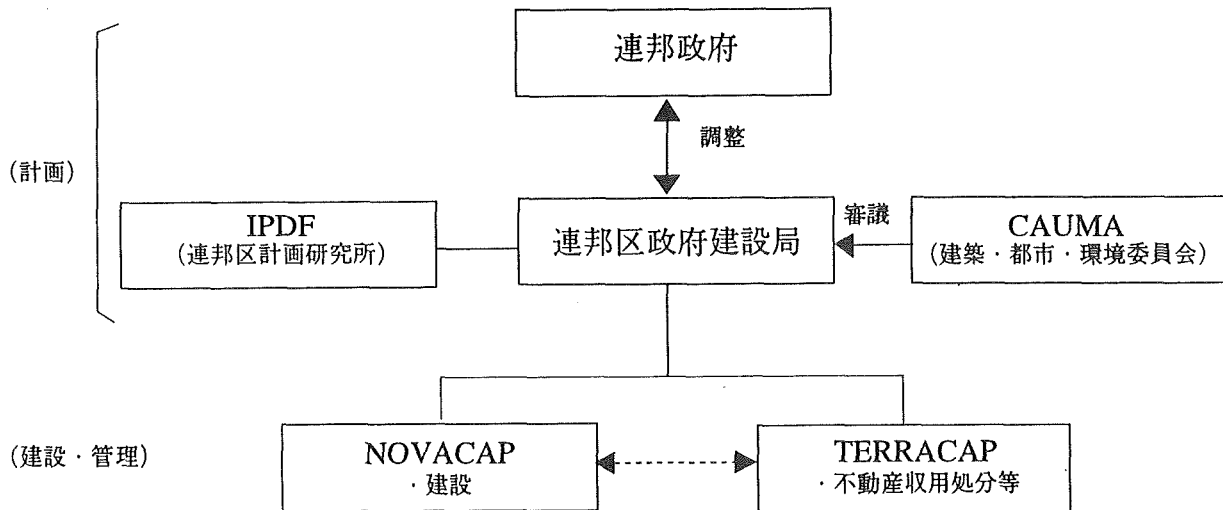 連邦政府
調整
(計画)
IPDF
(連邦区計画研究所)
連邦区政府建設局
審議
CAUMA
(建築・都市・環境委員会)
(建設・管理)
NOVACAP
・建設
TERRACAP
・不動産収用処分等